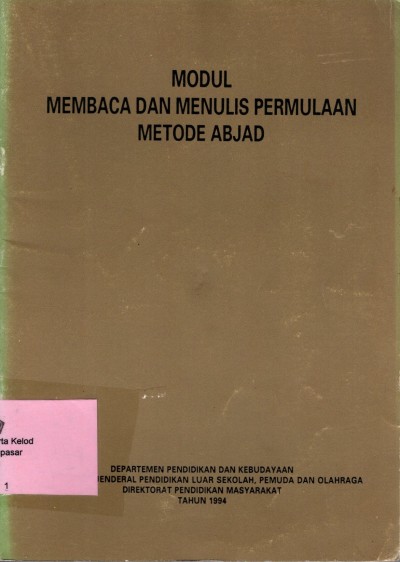 MODUL
MEMBACA DAN MENULIS PERMULAAN
METODE ABJAD
rta Kelod
pasar
1
DEPARTEMEN PENDIDIKAN DAN KEBUDAYAAN
JENDERAL PENDIDIKAN LUAR SEKOLAH, PEMUDA DAN OLAHRAGA
DIREKTORAT PENDIDIKAN MASYARAKAT
TAHUN 1994